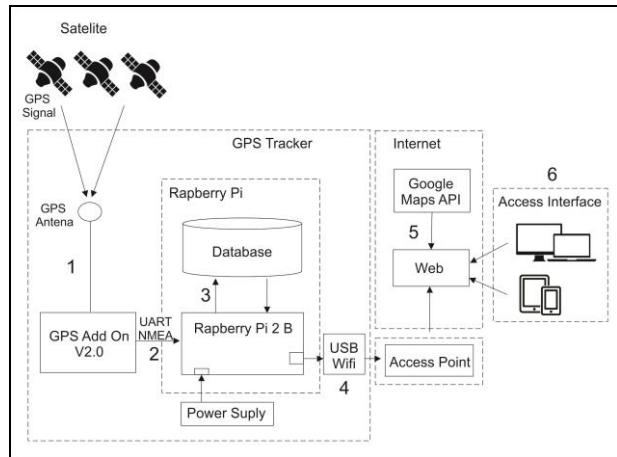 Satelite
GPS
Signal
GPS Tracker
Internet
6
Rapberry Pi
Google
Maps API
Access Interface
GPS
Antena
Database
5
Web
1
3
UART
NMEA
GPS Add On
V2.0
2
Rapberry Pi 2 B
USB
Wifi
Access Point
4
Power Suply